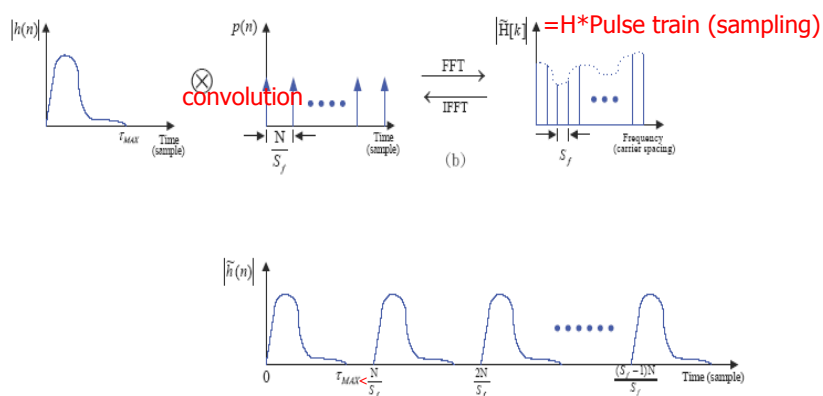 |h(n)|
p(n)
|H̃[k]|
=H*Pulse train (sampling)
⊗
convolution
FFT
IFFT
τMAX
Time
(sample)
N
Sf
Time
(sample)
(b)
Sf
Frequency
(carrier spacing)
|h̃(n)|
0
τMAX< N
Sf
2N
Sf
(Sf −1)N
Sf
Time (sample)